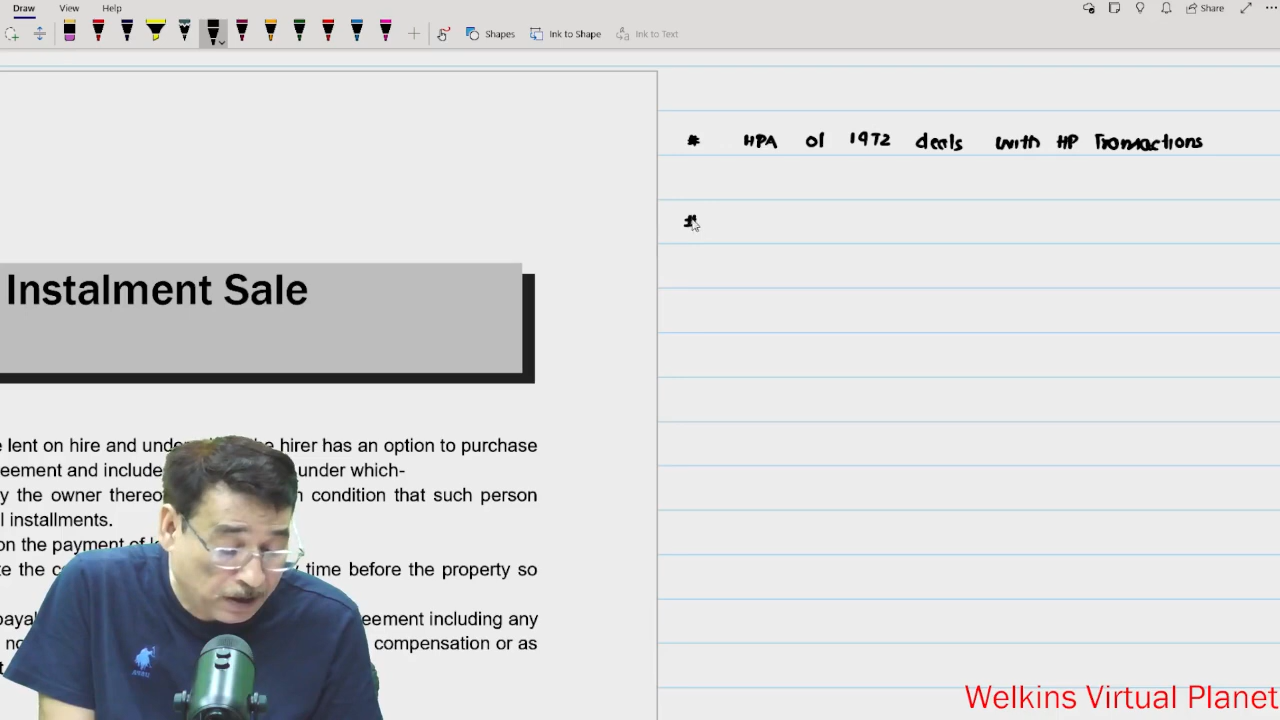 Draw View Help Share
Shapes Ink to Shape Ink to Text
# HPA of 1972 deals with HP Transactions
#
Instalment Sale
lent on hire and under the hirer has an option to purchase
eement and include under which-
y the owner thereo condition that such person
l installments.
on the payment of
te the time before the property so
paya eement including any
no compensation or as
t
Welkins Virtual Planet